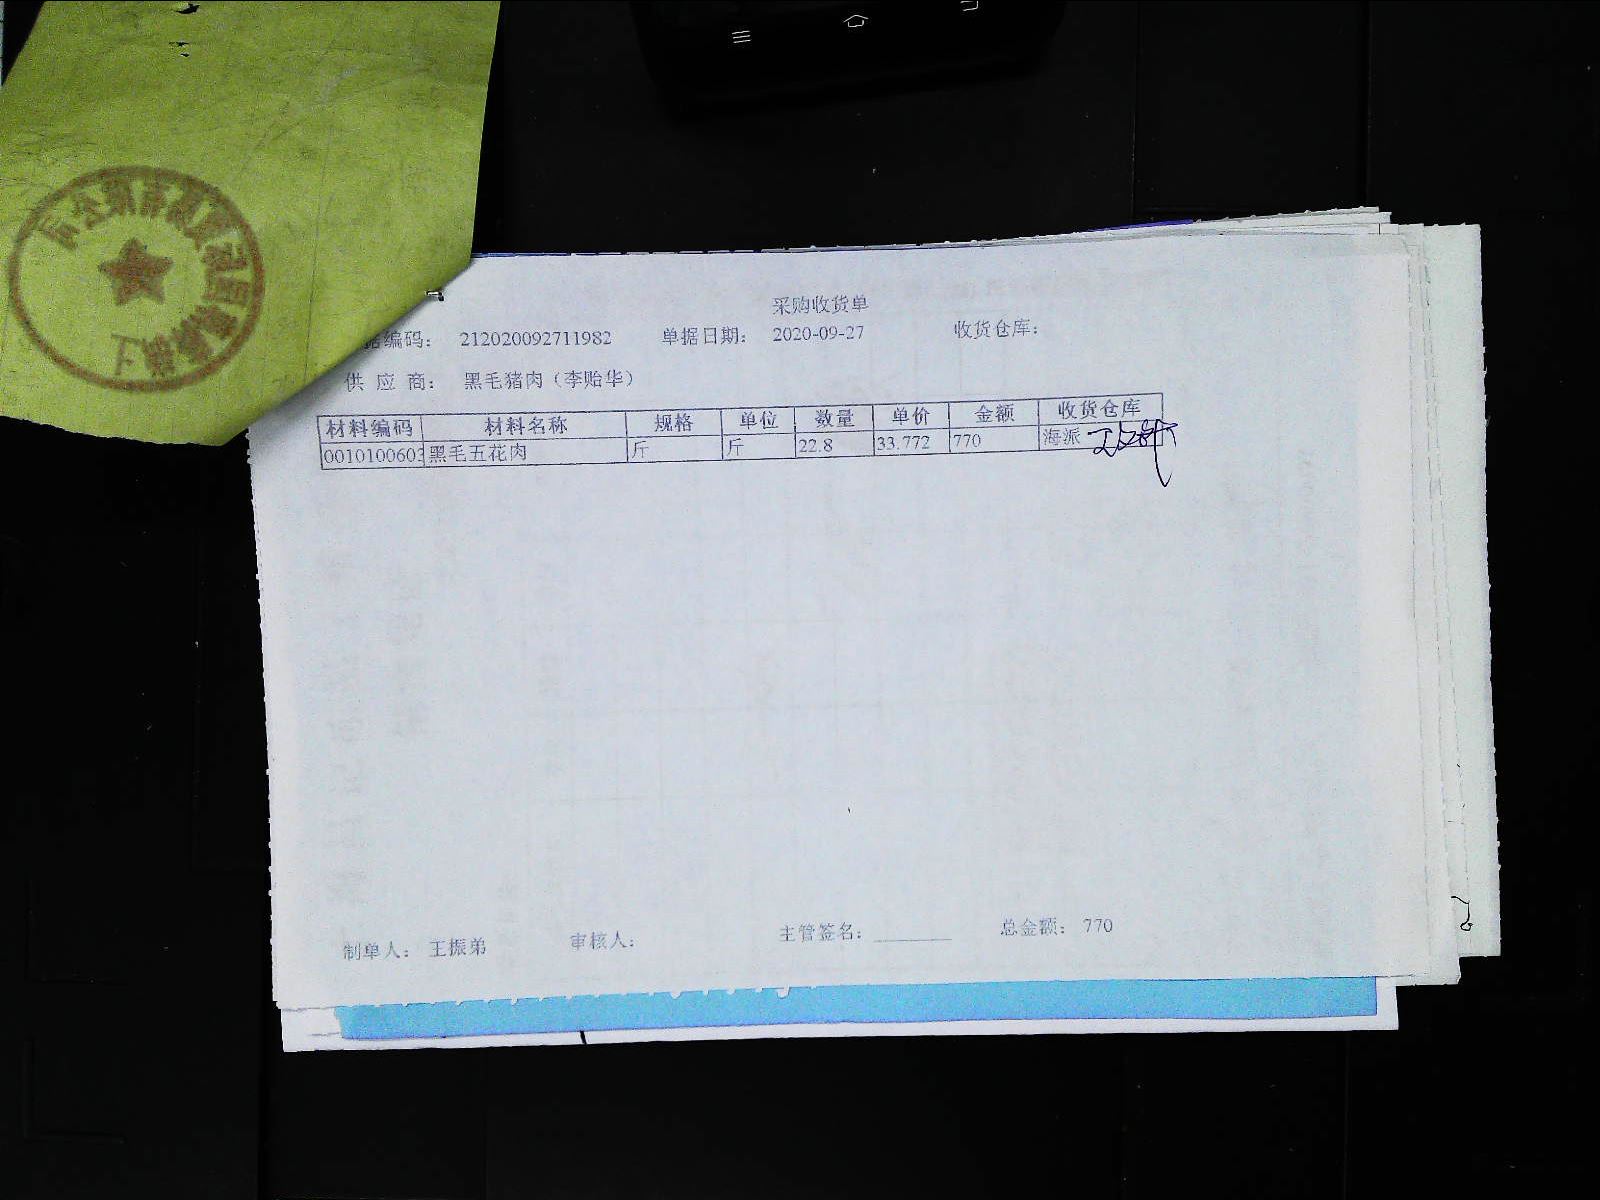 采购收货单
据编码： 212020092711982 单据日期： 2020-09-27 收货仓库：
供 应 商： 黑毛猪肉（李贻华）
材料编码 材料名称 规格 单位 数量 单价 金额 收货仓库
0010100603 黑毛五花肉 斤 斤 22.8 33.772 770 海派
制单人： 王振弟 审核人： 主管签名： 总金额： 770